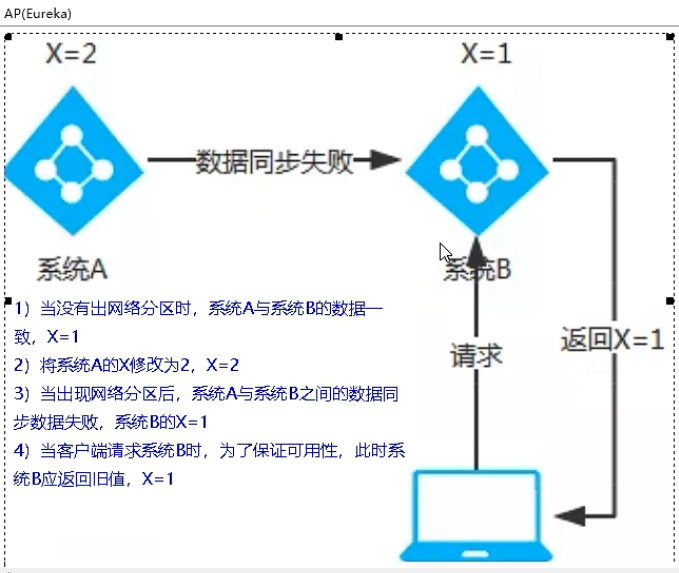 AP(Eureka)
X=2
X=1
数据同步失败
系统A
系统B
1）当没有出网络分区时，系统A与系统B的数据一
致，X=1
2）将系统A的X修改为2，X=2
3）当出现网络分区后，系统A与系统B之间的数据同
步数据失败，系统B的X=1
4）当客户端请求系统B时，为了保证可用性，此时系
统B应返回旧值，X=1
请求
返回X=1